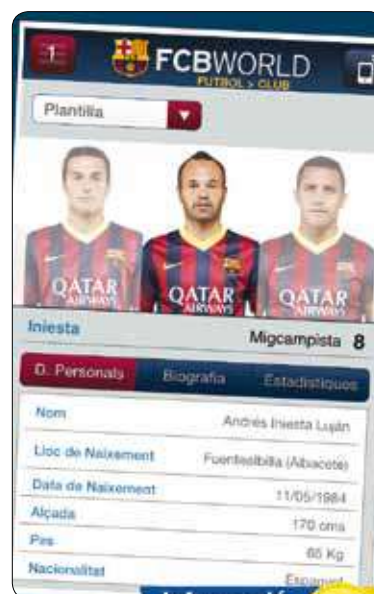 1
FCBWORLD
FUTBOL > CLUB
Plantilla
QATAR AIRWAYS
QATAR AIRWAYS
QATAR AIRWAYS
Iniesta Migcampista 8
D. Personals Biografia Estadístiques
Nom Andrés Iniesta Luján
Lloc de Naixement Fuentealbilla (Albacete)
Data de Naixement 11/05/1984
Alçada 170 cms
Pes 65 Kg
Nacionalitat Espanyol